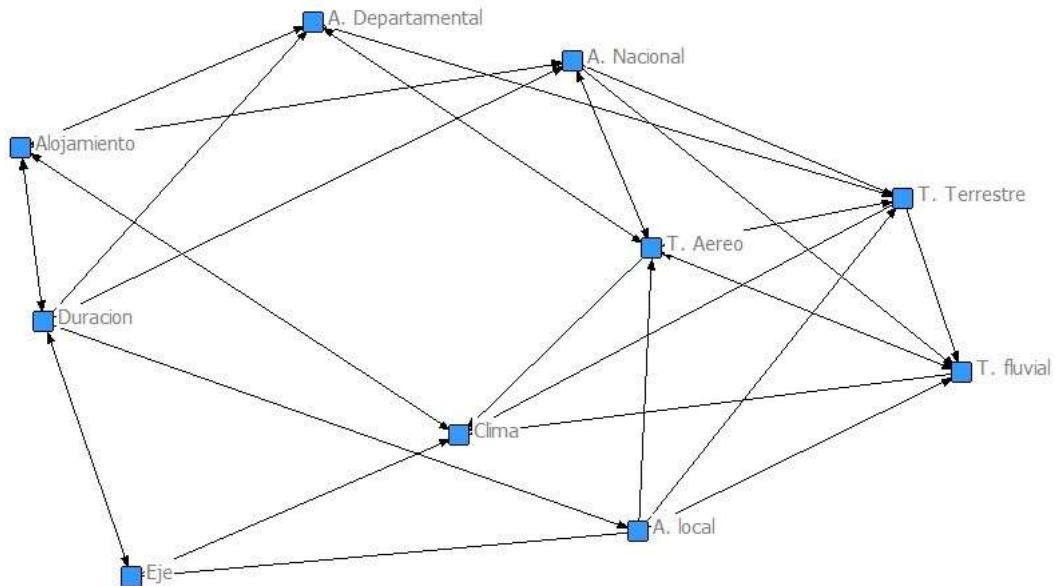 A. Departamental
A. Nacional
Alojamiento
T. Terrestre
T. Aereo
Duracion
T. fluvial
Clima
A. local
Eje